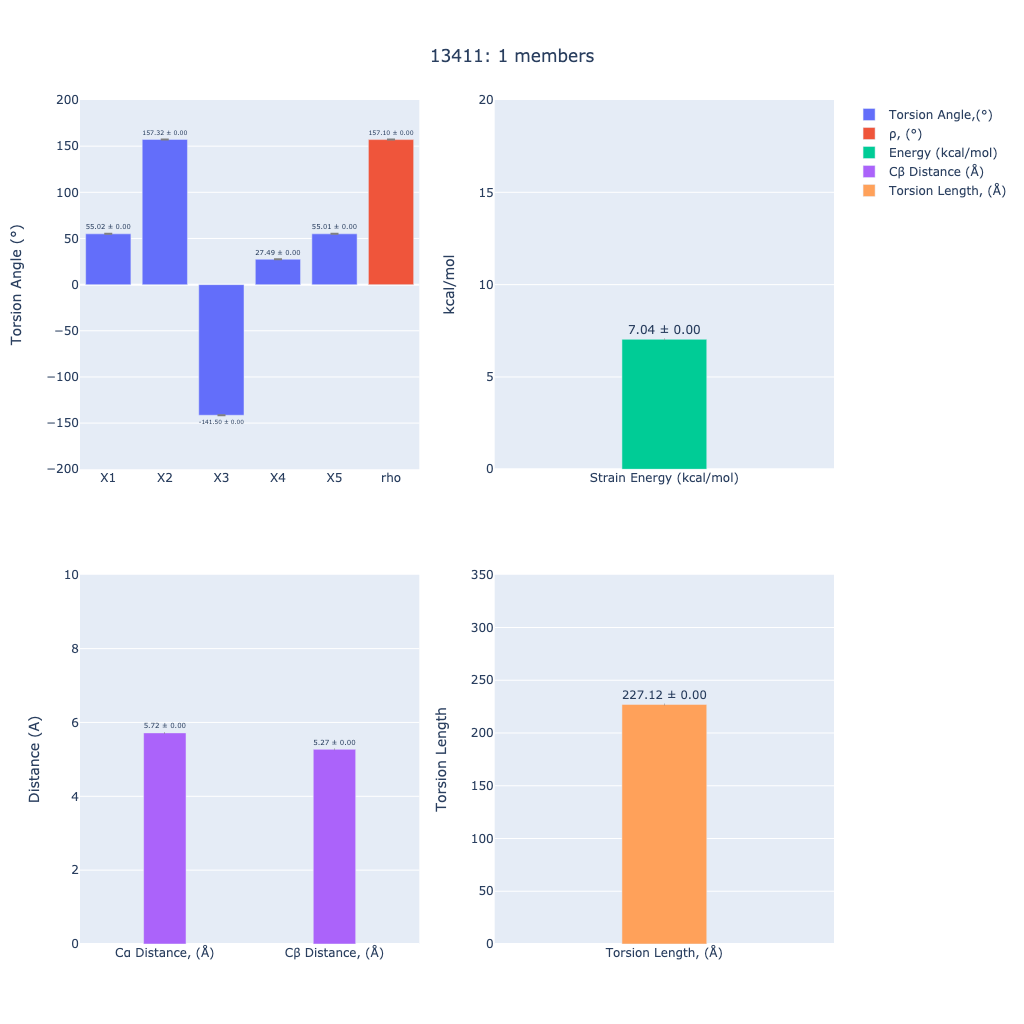 13411: 1 members
Torsion Angle (°)
200
150
100
50
0
−50
−100
−150
−200
55.02 ± 0.00
157.32 ± 0.00
-141.50 ± 0.00
27.49 ± 0.00
55.01 ± 0.00
157.10 ± 0.00
X1
X2
X3
X4
X5
rho
kcal/mol
20
15
10
5
0
7.04 ± 0.00
Strain Energy (kcal/mol)
Torsion Angle,(°)
ρ, (°)
Energy (kcal/mol)
Cβ Distance (Å)
Torsion Length, (Å)
Distance (A)
10
8
6
4
2
0
5.72 ± 0.00
5.27 ± 0.00
Cα Distance, (Å)
Cβ Distance, (Å)
Torsion Length
350
300
250
200
150
100
50
0
227.12 ± 0.00
Torsion Length, (Å)